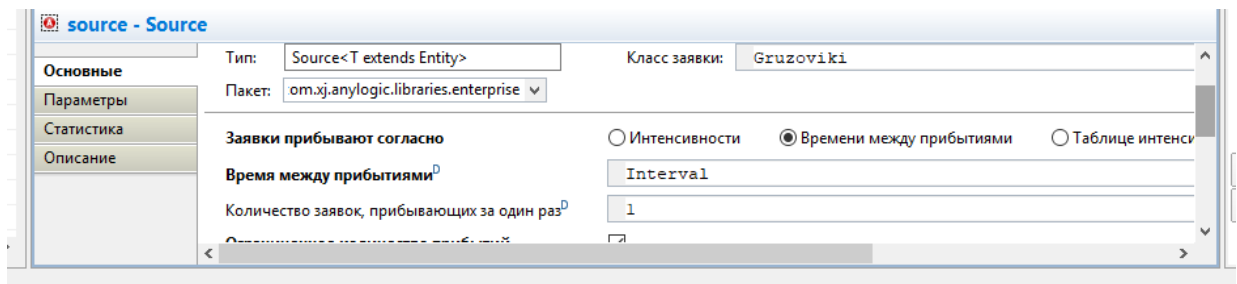 source - Source
Основные
Параметры
Статистика
Описание
Тип: Source<T extends Entity> Класс заявки: Gruzoviki
Пакет: om.xj.anylogic.libraries.enterprise
Заявки прибывают согласно Интенсивности Времени между прибытиями Таблице интенси
Время между прибытиями D Interval
Количество заявок, прибывающих за один раз D 1